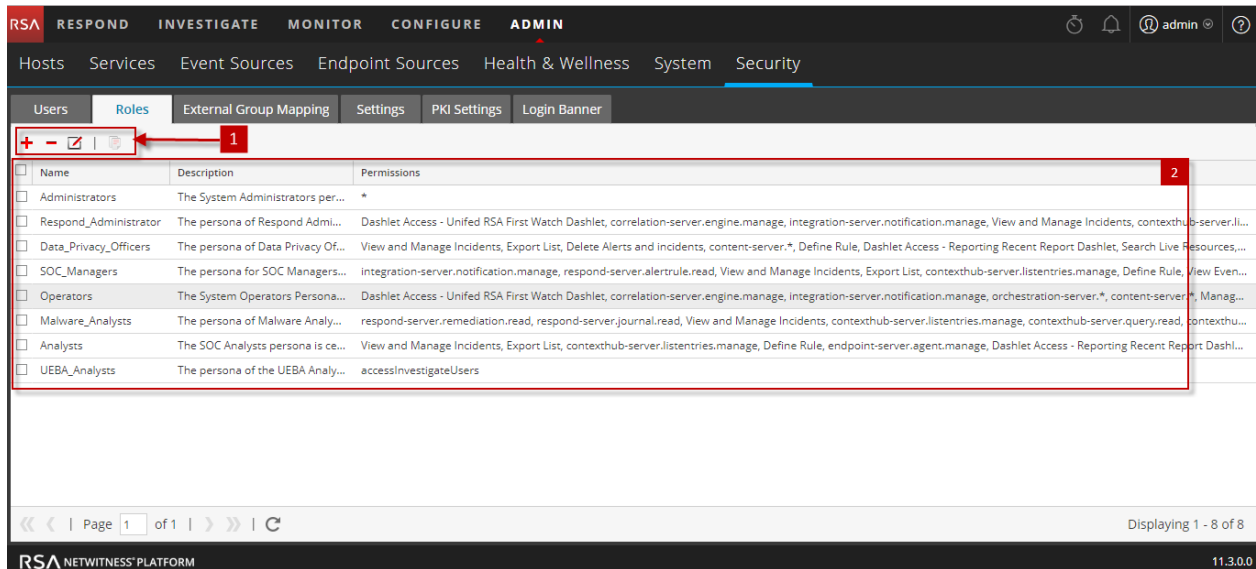 RSA RESPOND INVESTIGATE MONITOR CONFIGURE ADMIN admin
Hosts Services Event Sources Endpoint Sources Health & Wellness System Security
Users Roles External Group Mapping Settings PKI Settings Login Banner
1
Name Description Permissions 2
Administrators The System Administrators per... *
Respond_Administrator The persona of Respond Admi... Dashlet Access - Unifed RSA First Watch Dashlet, correlation-server.engine.manage, integration-server.notification.manage, View and Manage Incidents, contexthub-server.li...
Data_Privacy_Officers The persona of Data Privacy Of... View and Manage Incidents, Export List, Delete Alerts and incidents, content-server.*, Define Rule, Dashlet Access - Reporting Recent Report Dashlet, Search Live Resources,...
SOC_Managers The persona for SOC Managers... integration-server.notification.manage, respond-server.alertrule.read, View and Manage Incidents, Export List, contexthub-server.listentries.manage, Define Rule, View Even...
Operators The System Operators Persona... Dashlet Access - Unifed RSA First Watch Dashlet, correlation-server.engine.manage, integration-server.notification.manage, orchestration-server.*, content-server.*, Manag...
Malware_Analysts The persona of Malware Analy... respond-server.remediation.read, respond-server.journal.read, View and Manage Incidents, contexthub-server.listentries.manage, contexthub-server.query.read, contexthu...
Analysts The SOC Analysts persona is ce... View and Manage Incidents, Export List, contexthub-server.listentries.manage, Define Rule, endpoint-server.agent.manage, Dashlet Access - Reporting Recent Report Dashl...
UEBA_Analysts The persona of the UEBA Analy... accessInvestigateUsers
Page 1 of 1 Displaying 1 - 8 of 8
RSA NETWITNESS® PLATFORM 11.3.0.0